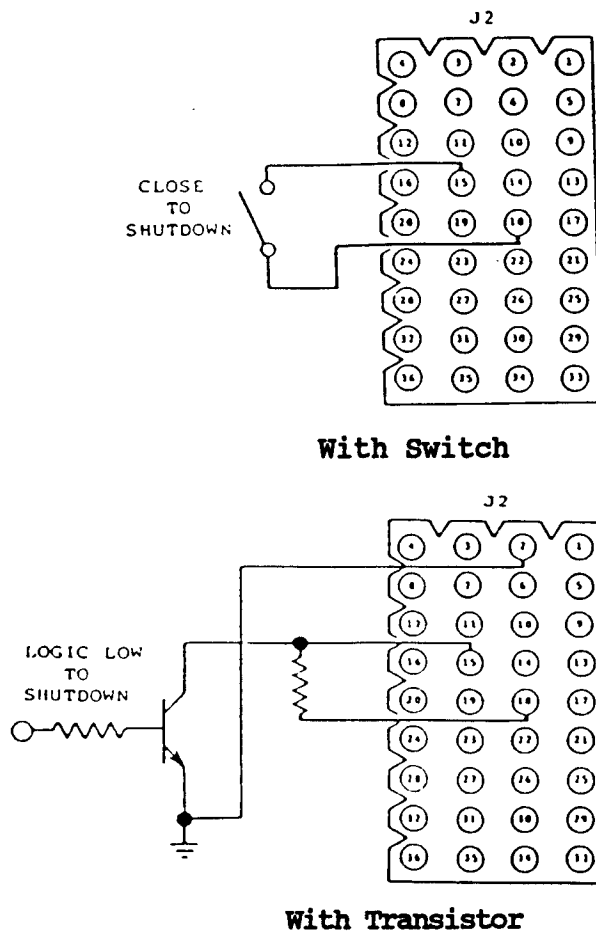 J2
4 3 2 1
8 7 6 5
12 11 10 9
16 15 14 13
20 19 18 17
24 23 22 21
28 27 26 25
32 31 30 29
36 35 34 33
CLOSE
TO
SHUTDOWN
With Switch
J2
4 3 2 1
8 7 6 5
12 11 10 9
16 15 14 13
20 19 18 17
24 23 22 21
28 27 26 25
32 31 30 29
36 35 34 33
LOGIC LOW
TO
SHUTDOWN
With Transistor